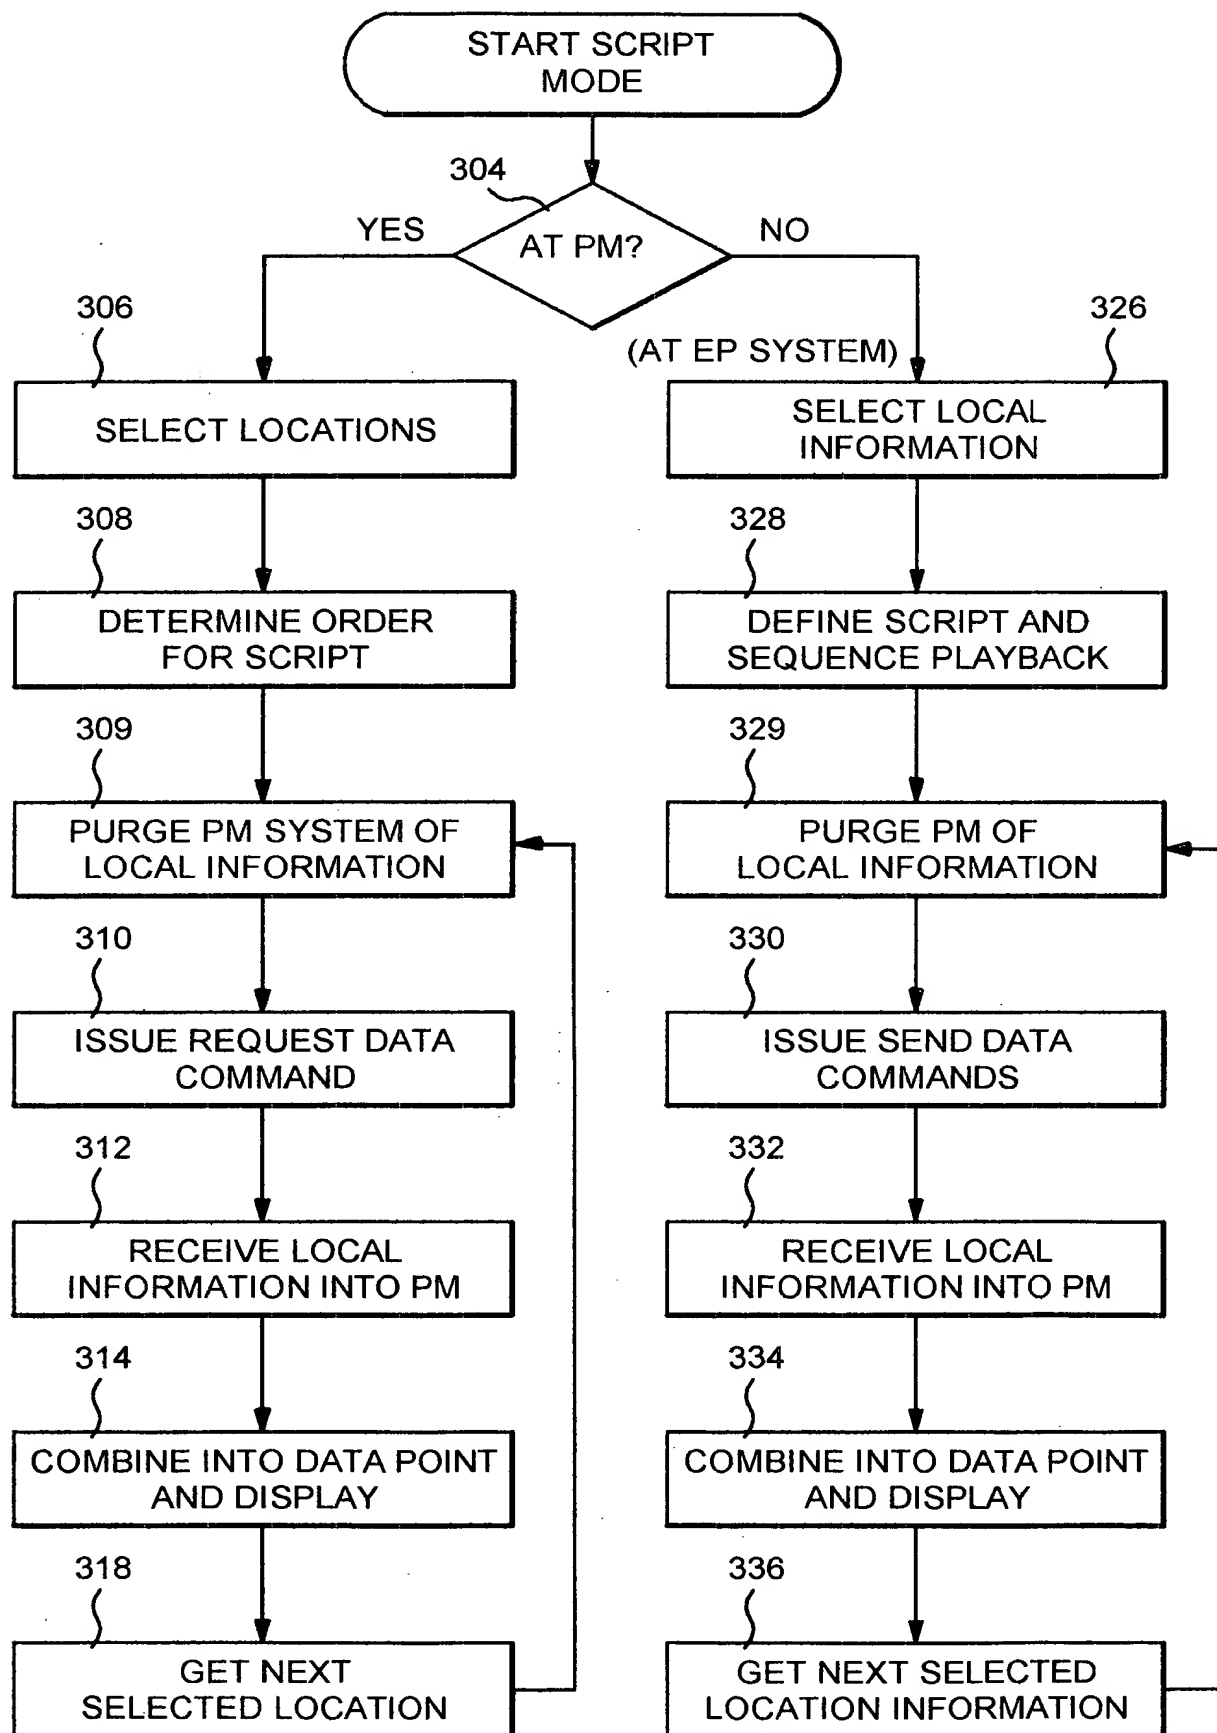 START SCRIPT
MODE
304
YES
AT PM?
NO
(AT EP SYSTEM)
306
SELECT LOCATIONS
308
DETERMINE ORDER
FOR SCRIPT
309
PURGE PM SYSTEM OF
LOCAL INFORMATION
310
ISSUE REQUEST DATA
COMMAND
312
RECEIVE LOCAL
INFORMATION INTO PM
314
COMBINE INTO DATA POINT
AND DISPLAY
318
GET NEXT
SELECTED LOCATION
326
SELECT LOCAL
INFORMATION
328
DEFINE SCRIPT AND
SEQUENCE PLAYBACK
329
PURGE PM OF
LOCAL INFORMATION
330
ISSUE SEND DATA
COMMANDS
332
RECEIVE LOCAL
INFORMATION INTO PM
334
COMBINE INTO DATA POINT
AND DISPLAY
336
GET NEXT SELECTED
LOCATION INFORMATION